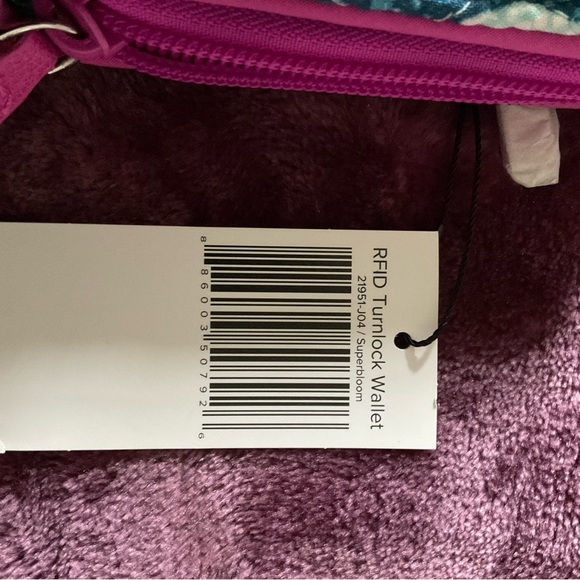 RFID Turnlock Wallet
21951-J04 / Superbloom
8 86003 50792 6